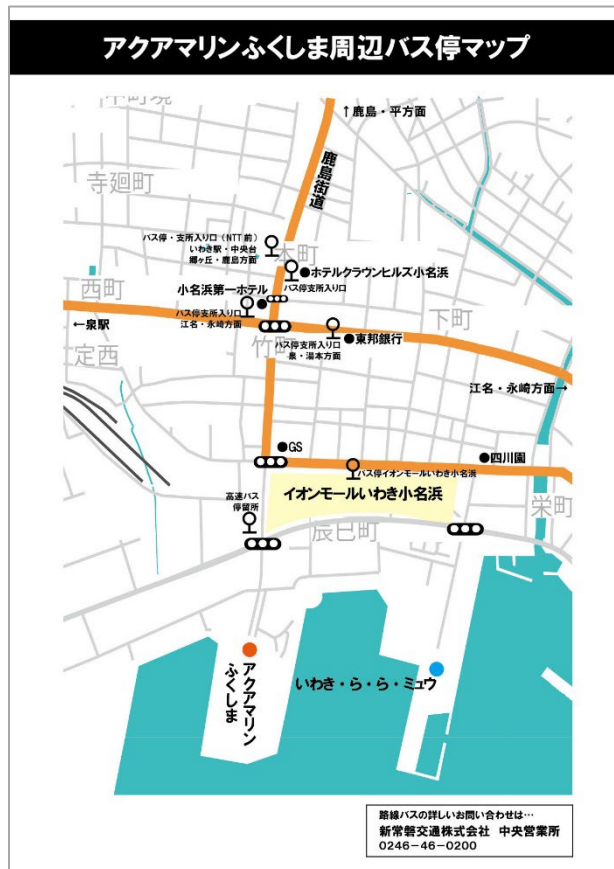 アクアマリンふくしま周辺バス停マップ
↑鹿島・平方面
鹿島街道
寺廻町
バス停・支所入り口(NTT前)
いわき駅・中央台
郷ヶ丘・鹿島方面
本町
ホテルクラウンヒルズ小名浜
バス停支所入り口
西町
小名浜第一ホテル
バス停支所入り口
江名・永崎方面
下町
←泉駅
竹町
バス停支所入り口
泉・湯本方面
東邦銀行
定西
江名・永崎方面→
GS
四川園
バス停イオンモールいわき小名浜
イオンモールいわき小名浜
高速バス
停留所
栄町
辰巳町
アクアマリン
ふくしま
いわき・ら・ら・ミュウ
路線バスの詳しいお問い合わせは…
新常磐交通株式会社 中央営業所
0246-46-0200